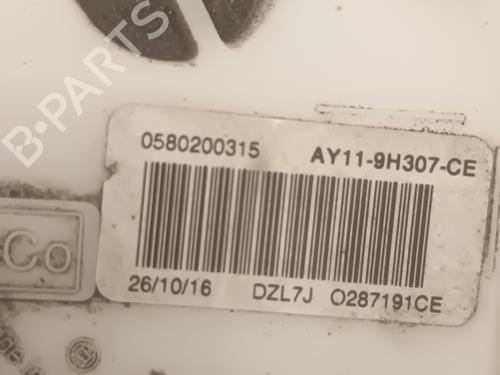 B-PARTS
0580200315 AY11-9H307-CE
Co
26/10/16 DZL7J O287191CE